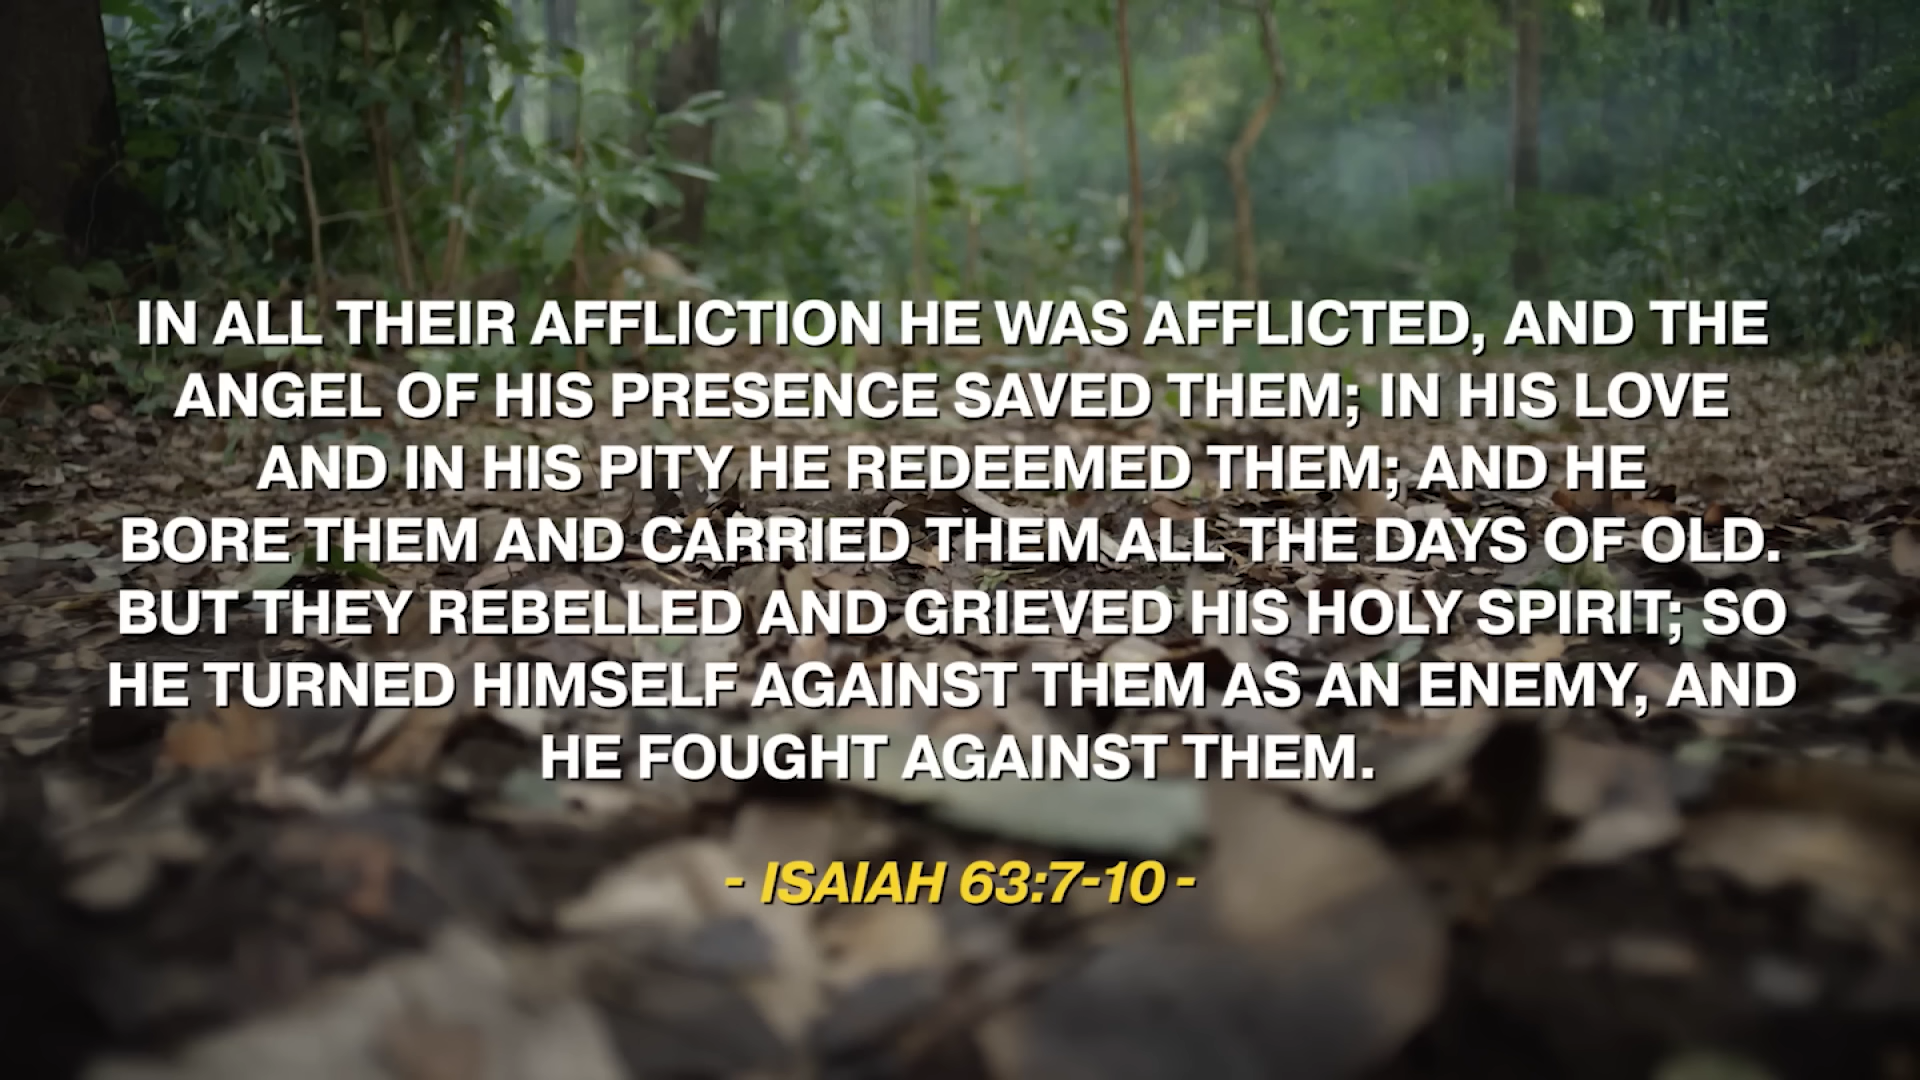 IN ALL THEIR AFFLICTION HE WAS AFFLICTED, AND THE
ANGEL OF HIS PRESENCE SAVED THEM; IN HIS LOVE
AND IN HIS PITY HE REDEEMED THEM; AND HE
BORE THEM AND CARRIED THEM ALL THE DAYS OF OLD.
BUT THEY REBELLED AND GRIEVED HIS HOLY SPIRIT; SO
HE TURNED HIMSELF AGAINST THEM AS AN ENEMY, AND
HE FOUGHT AGAINST THEM.
- ISAIAH 63:7-10 -